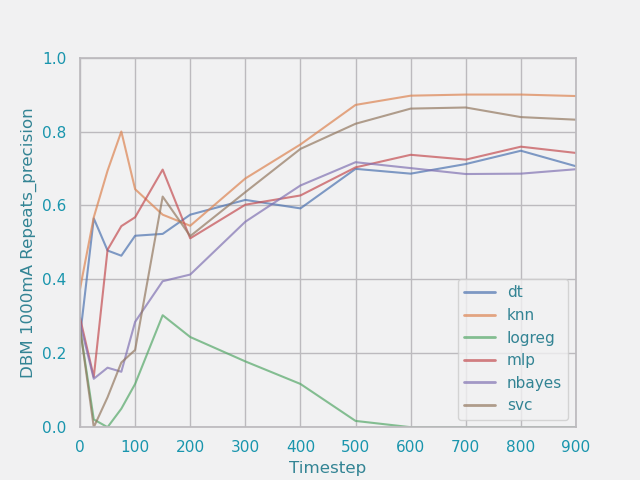 DBM 1000mA Repeats_precision
1.0
0.8
0.6
0.4
0.2
0.0
dt
knn
logreg
mlp
nbayes
svc
0 100 200 300 400 500 600 700 800 900
Timestep